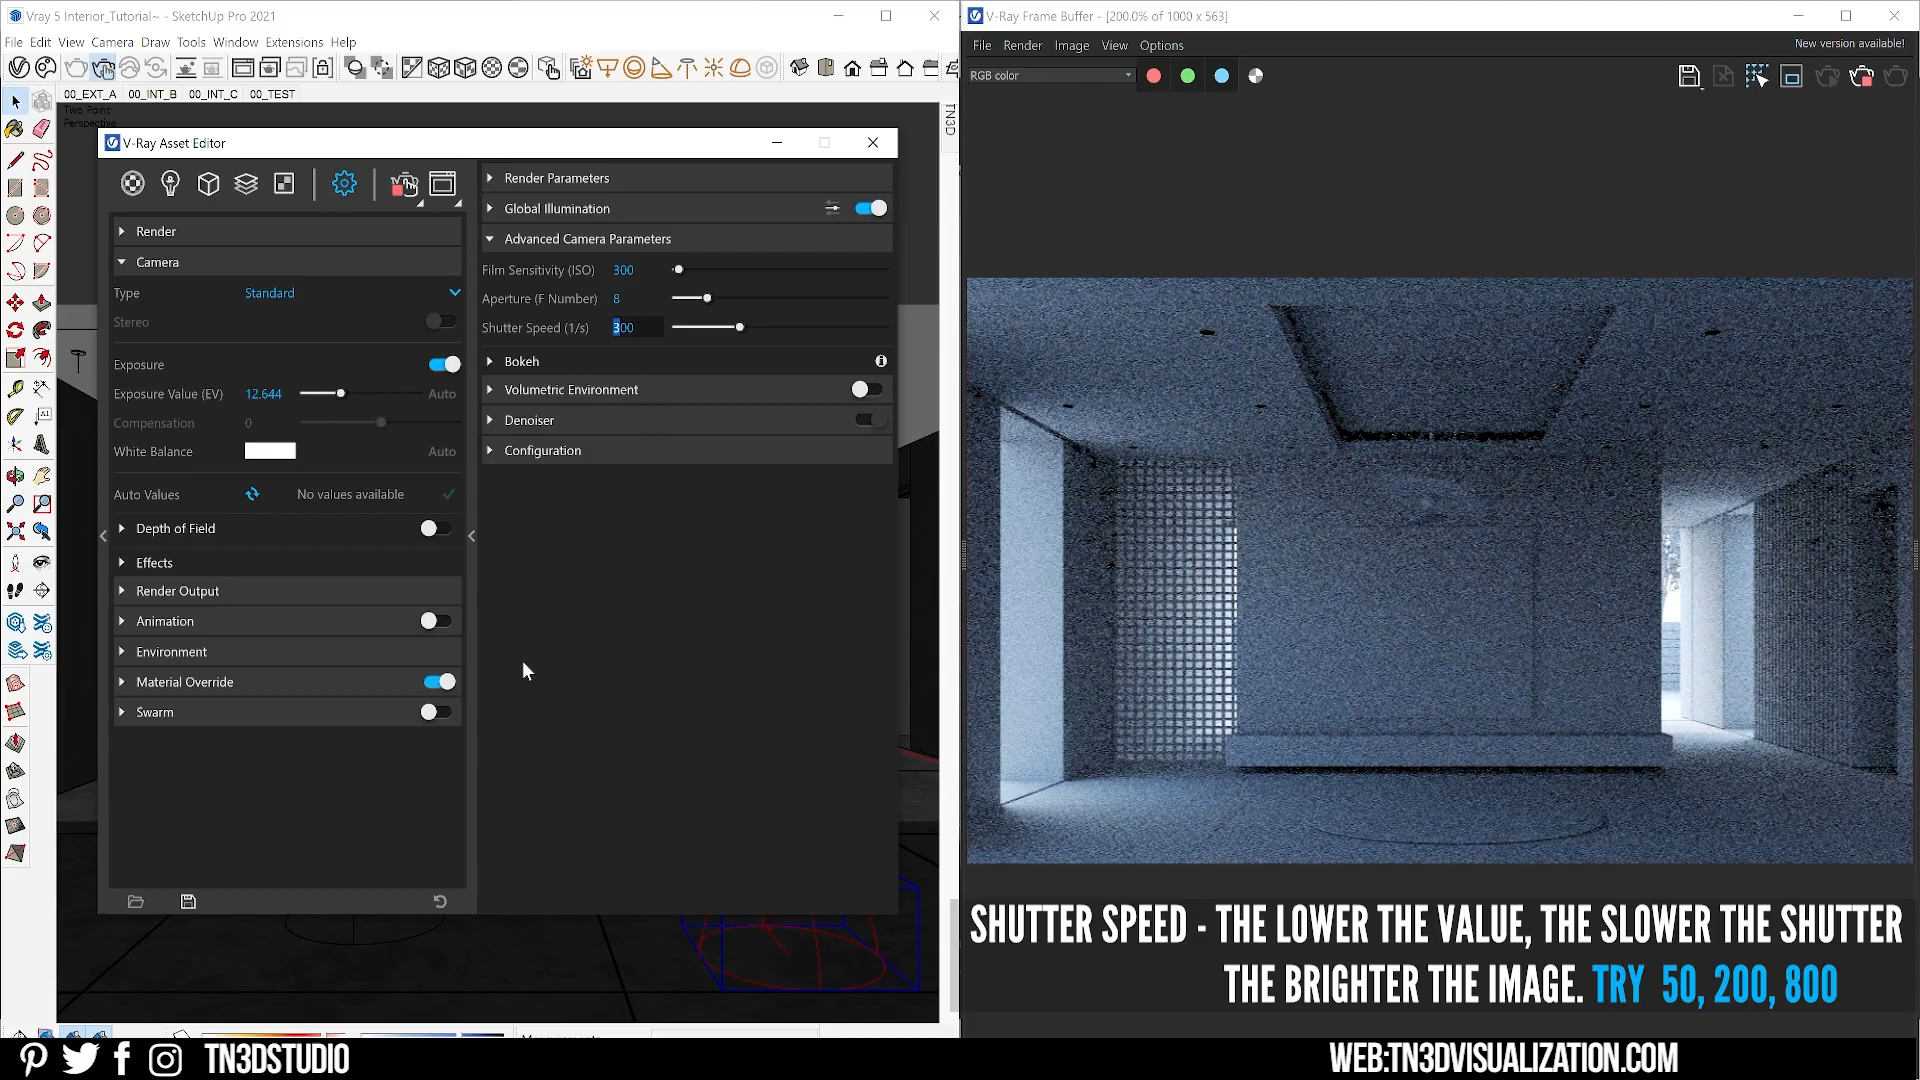 Vray 5 Interior_Tutorial~ - SketchUp Pro 2021
File Edit View Camera Draw Tools Window Extensions Help
00_EXT_A 00_INT_B 00_INT_C 00_TEST
Two Point
Perspective
TN3D
V-Ray Asset Editor
Render
Camera
Type Standard
Stereo
Exposure
Exposure Value (EV) 12.644 Auto
Compensation 0
White Balance Auto
Auto Values No values available
Depth of Field
Effects
Render Output
Animation
Environment
Material Override
Swarm
Render Parameters
Global Illumination
Advanced Camera Parameters
Film Sensitivity (ISO) 300
Aperture (F Number) 8
Shutter Speed (1/s) 300
Bokeh
Volumetric Environment
Denoiser
Configuration
V-Ray Frame Buffer - [200.0% of 1000 x 563]
File Render Image View Options
New version available!
RGB color
SHUTTER SPEED - THE LOWER THE VALUE, THE SLOWER THE SHUTTER
THE BRIGHTER THE IMAGE. TRY 50, 200, 800
TN3DSTUDIO
WEB:TN3DVISUALIZATION.COM